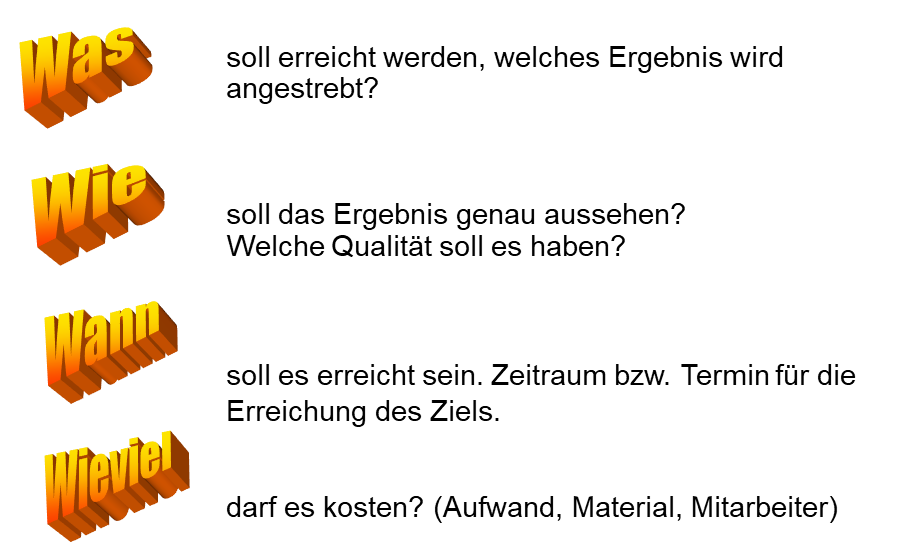 Was
soll erreicht werden, welches Ergebnis wird
angestrebt?
Wie
soll das Ergebnis genau aussehen?
Welche Qualität soll es haben?
Wann
soll es erreicht sein. Zeitraum bzw. Termin für die
Erreichung des Ziels.
Wieviel
darf es kosten? (Aufwand, Material, Mitarbeiter)